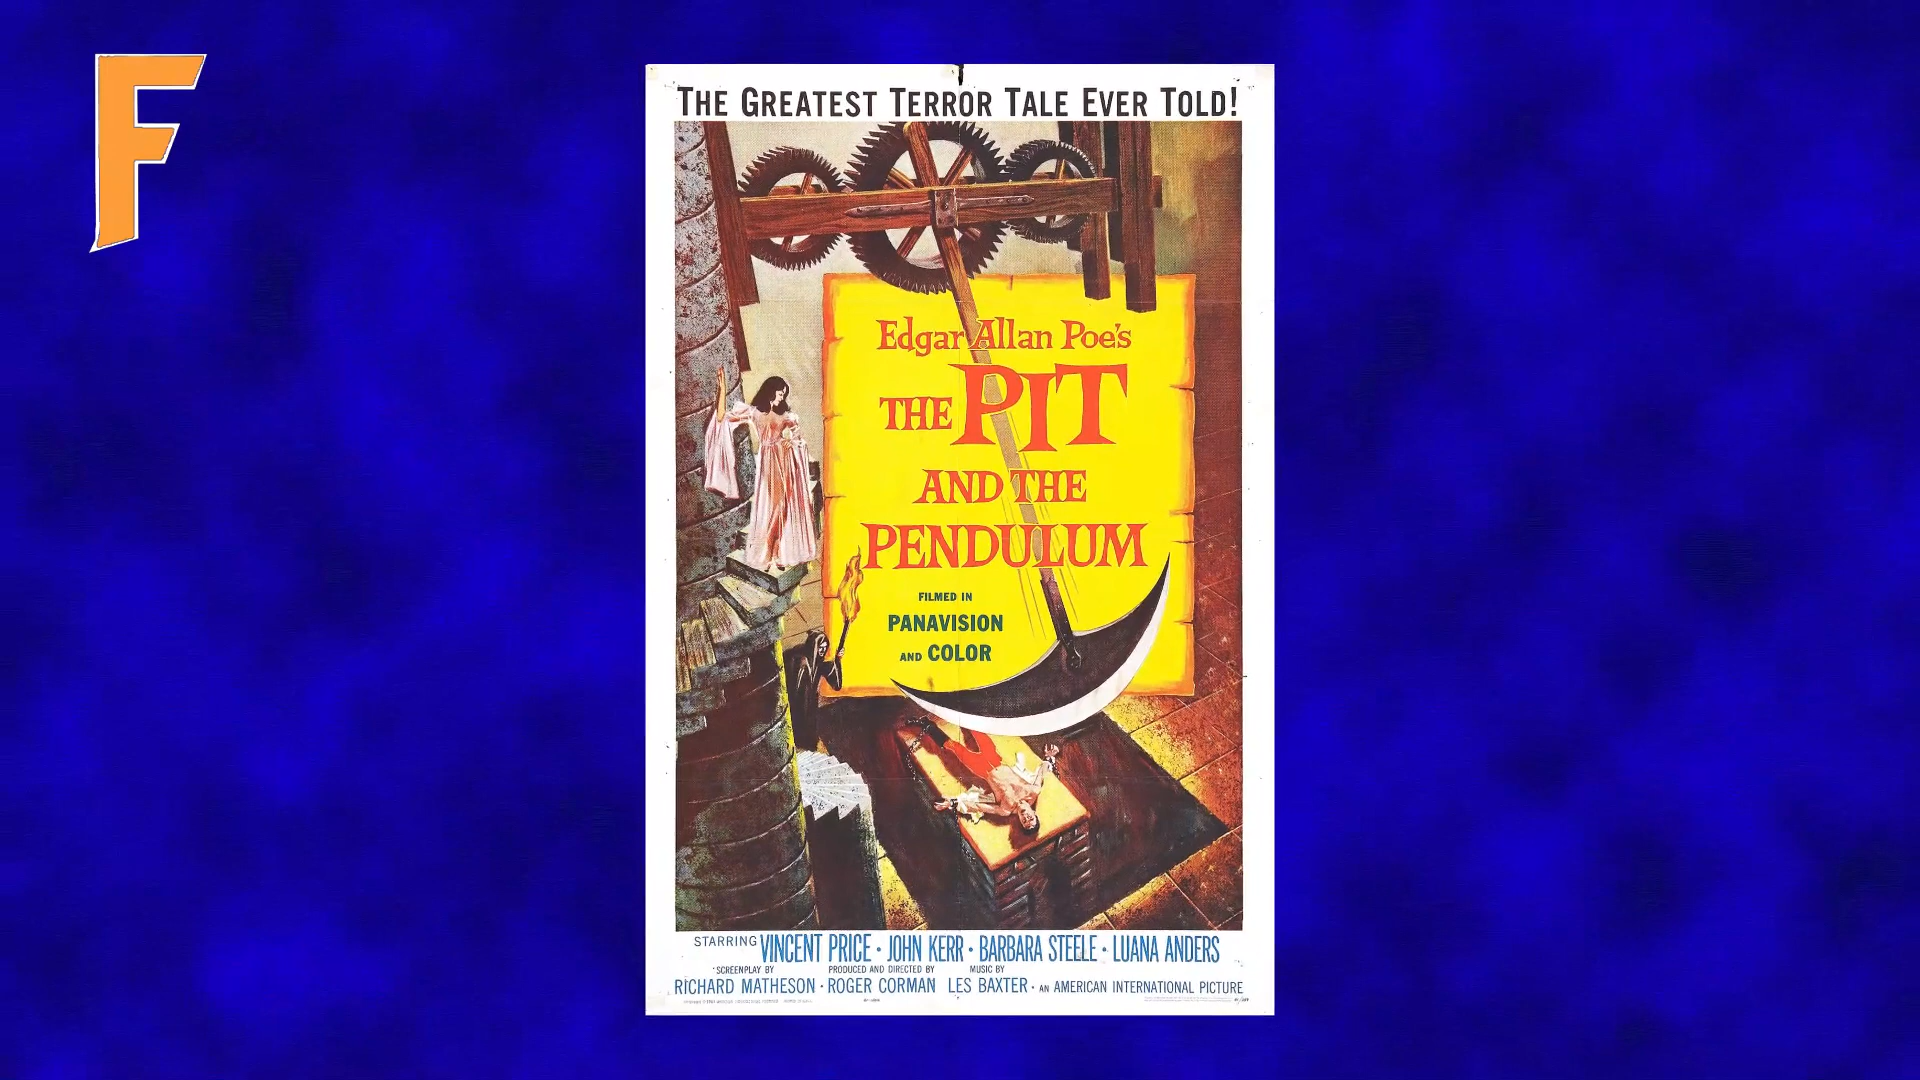 F
THE GREATEST TERROR TALE EVER TOLD!
Edgar Allan Poe's
THE PIT
AND THE
PENDULUM
FILMED IN
PANAVISION
AND COLOR
STARRING VINCENT PRICE • JOHN KERR • BARBARA STEELE • LUANA ANDERS
SCREENPLAY BY PRODUCED AND DIRECTED BY MUSIC BY
RICHARD MATHESON • ROGER CORMAN LES BAXTER • AN AMERICAN INTERNATIONAL PICTURE